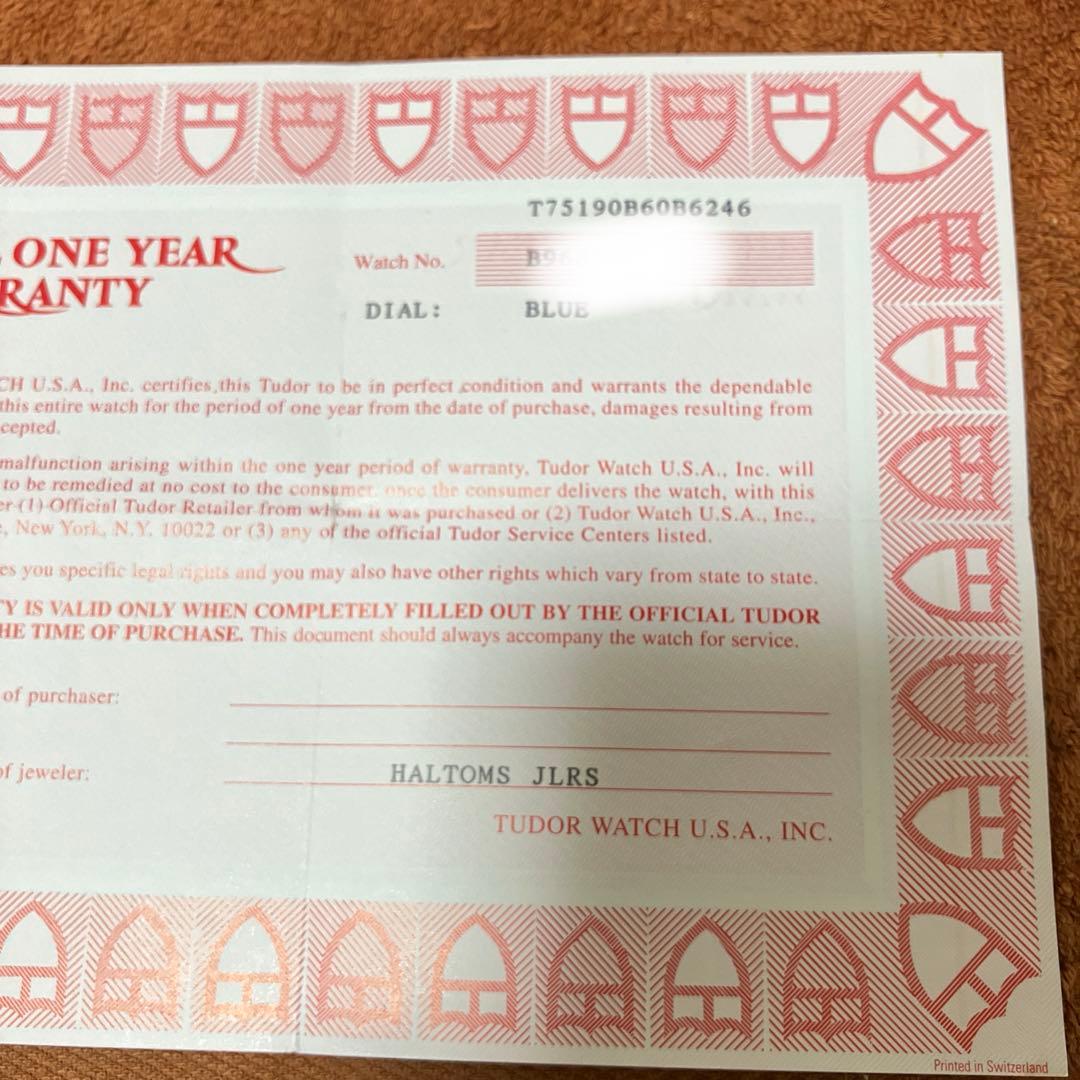 T75190B60B6246
ONE YEAR
Watch No. B96
RANTY
DIAL: BLUE
CH U.S.A., Inc. certifies this Tudor to be in perfect condition and warrants the dependable
this entire watch for the period of one year from the date of purchase, damages resulting from
cepted.
malfunction arising within the one year period of warranty, Tudor Watch U.S.A., Inc. will
to be remedied at no cost to the consumer, once the consumer delivers the watch, with this
er (1) Official Tudor Retailer from whom it was purchased or (2) Tudor Watch U.S.A., Inc.,
, New York, N.Y. 10022 or (3) any of the official Tudor Service Centers listed.
es you specific legal rights and you may also have other rights which vary from state to state.
TY IS VALID ONLY WHEN COMPLETELY FILLED OUT BY THE OFFICIAL TUDOR
HE TIME OF PURCHASE. This document should always accompany the watch for service.
of purchaser:
of jeweler: HALTOMS JLRS
TUDOR WATCH U.S.A., INC.
Printed in Switzerland